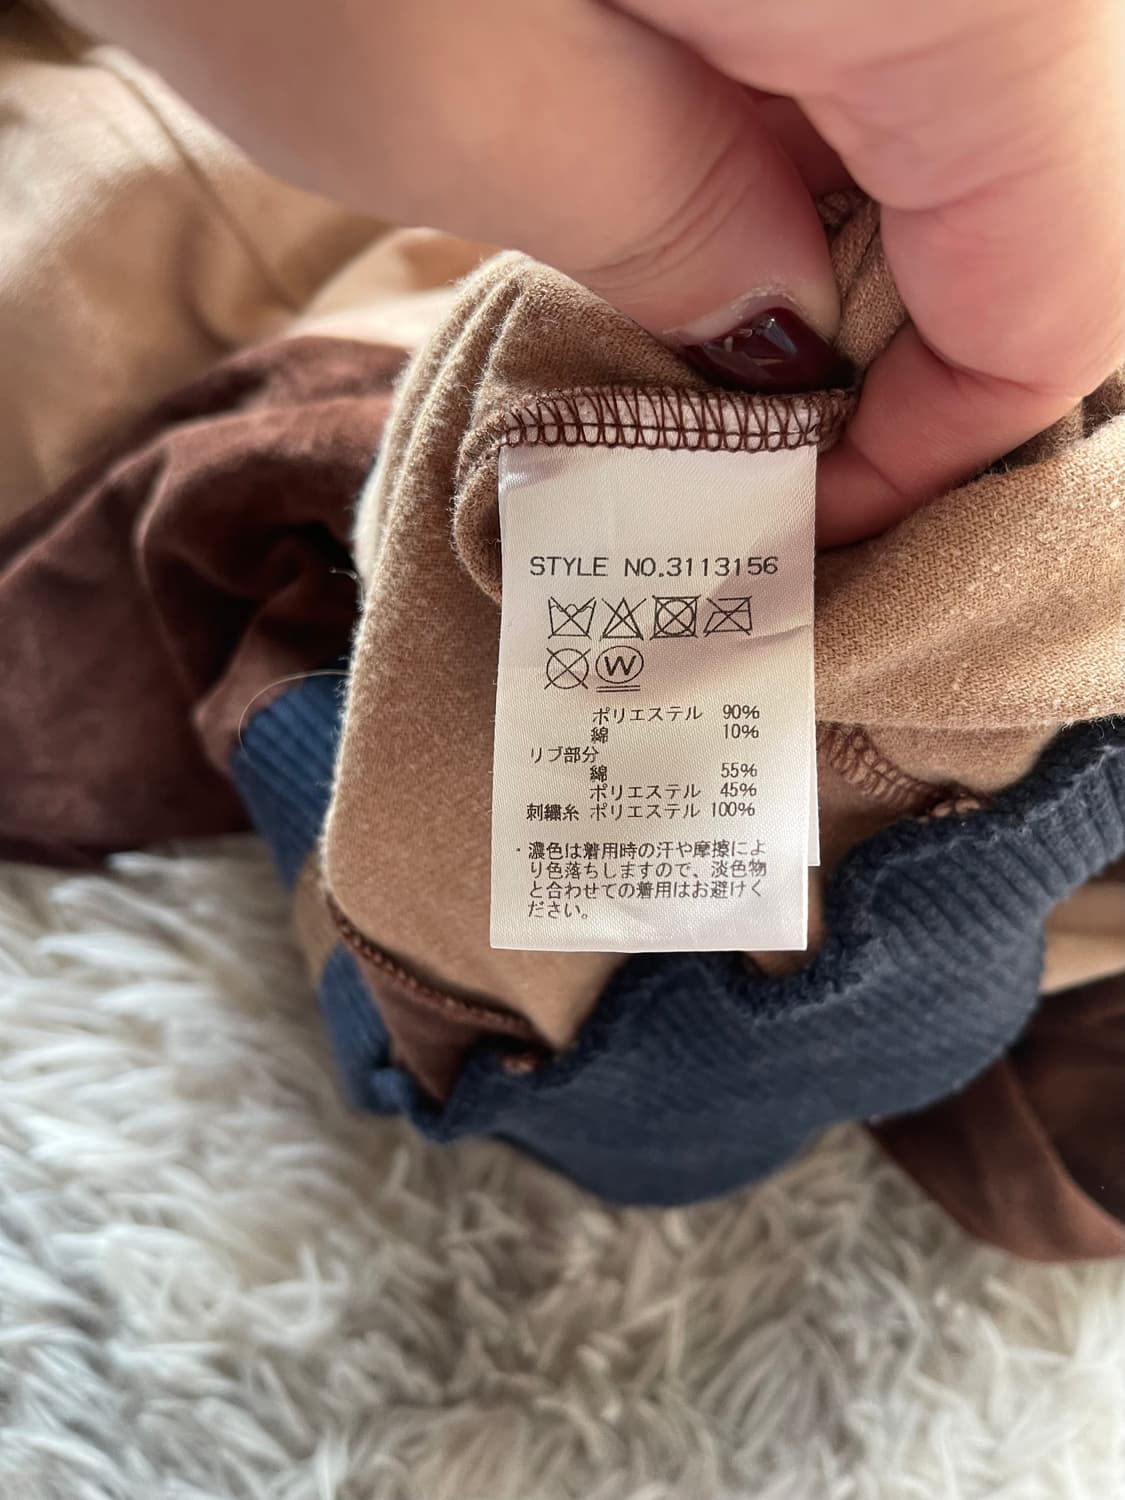 STYLE NO.3113156
W
ポリエステル 90%
綿 10%
リブ部分
綿 55%
ポリエステル 45%
刺繍糸 ポリエステル 100%
・濃色は着用時の汗や摩擦によ
り色落ちしますので、淡色物
と合わせての着用はお避けく
ださい。